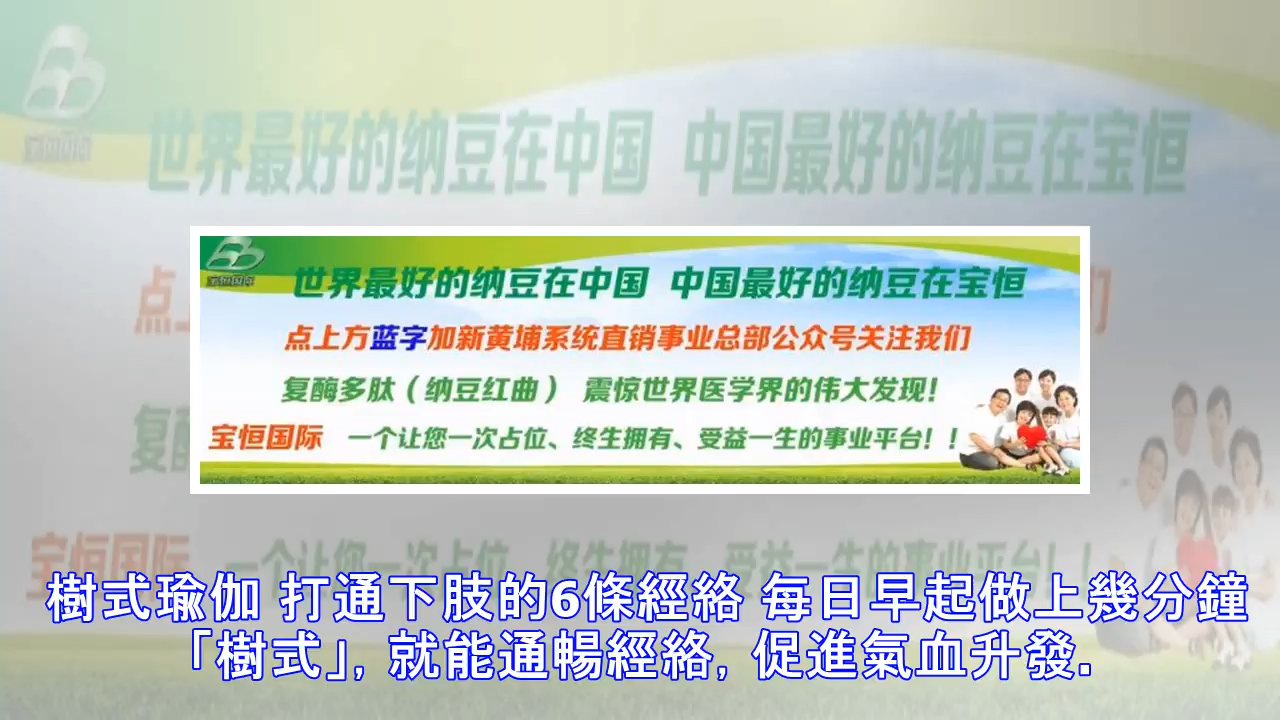 世界最好的纳豆在中国 中国最好的纳豆在宝恒
点上方蓝字加新黄埔系统直销事业总部公众号关注我们
复酶多肽（纳豆红曲） 震惊世界医学界的伟大发现！
宝恒国际 一个让您一次占位、终生拥有、受益一生的事业平台！！
宝恒国际
樹式瑜伽 打通下肢的6條經絡 每日早起做上幾分鐘
「樹式」, 就能通暢經絡, 促進氣血升發.